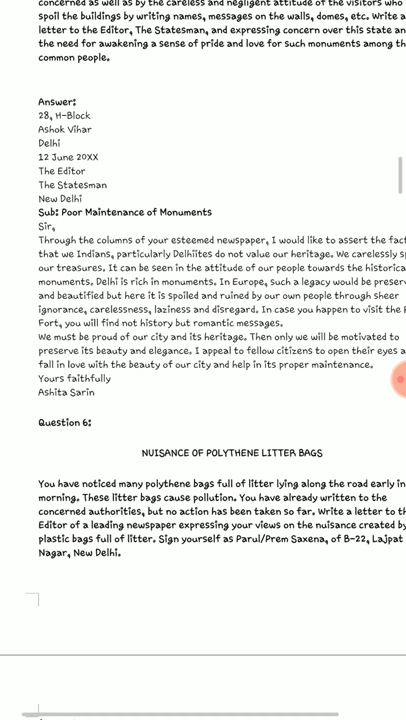 concerned as well as by the careless and negligent attitude of the visitors who
spoil the buildings by writing names, messages on the walls, domes, etc. Write a
letter to the Editor, The Statesman, and expressing concern over this state an
the need for awakening a sense of pride and love for such monuments among th
common people.
Answer:
28, H-Block
Ashok Vihar
Delhi
12 June 20XX
The Editor
The Statesman
New Delhi
Sub: Poor Maintenance of Monuments
Sir,
Through the columns of your esteemed newspaper, I would like to assert the fact
that we Indians, particularly Delhiites do not value our heritage. We carelessly sp
our treasures. It can be seen in the attitude of our people towards the historica
monuments. Delhi is rich in monuments. In Europe, such a legacy would be preserv
and beautified but here it is spoiled and ruined by our own people through sheer
ignorance, carelessness, laziness and disregard. In case you happen to visit the
Fort, you will find not history but romantic messages.
We must be proud of our city and its heritage. Then only we will be motivated to
preserve its beauty and elegance. I appeal to fellow citizens to open their eyes a
fall in love with the beauty of our city and help in its proper maintenance.
Yours faithfully
Ashita Sarin
Question 6:
NUISANCE OF POLYTHENE LITTER BAGS
You have noticed many polythene bags full of litter lying along the road early in
morning. These litter bags cause pollution. You have already written to the
concerned authorities, but no action has been taken so far. Write a letter to th
Editor of a leading newspaper expressing your views on the nuisance created by
plastic bags full of litter. Sign yourself as Parul/Prem Saxena, of B-22, Lajpat
Nagar, New Delhi.